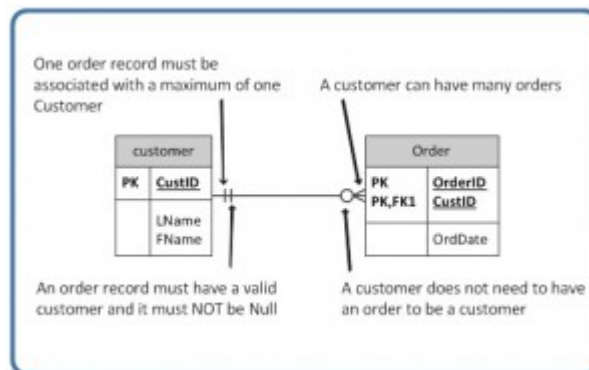 One order record must be
associated with a maximum of one
Customer
A customer can have many orders
customer
PK CustID
LName
FName
Order
PK OrderID
PK,FK1 CustID
OrdDate
An order record must have a valid
customer and it must NOT be Null
A customer does not need to have
an order to be a customer